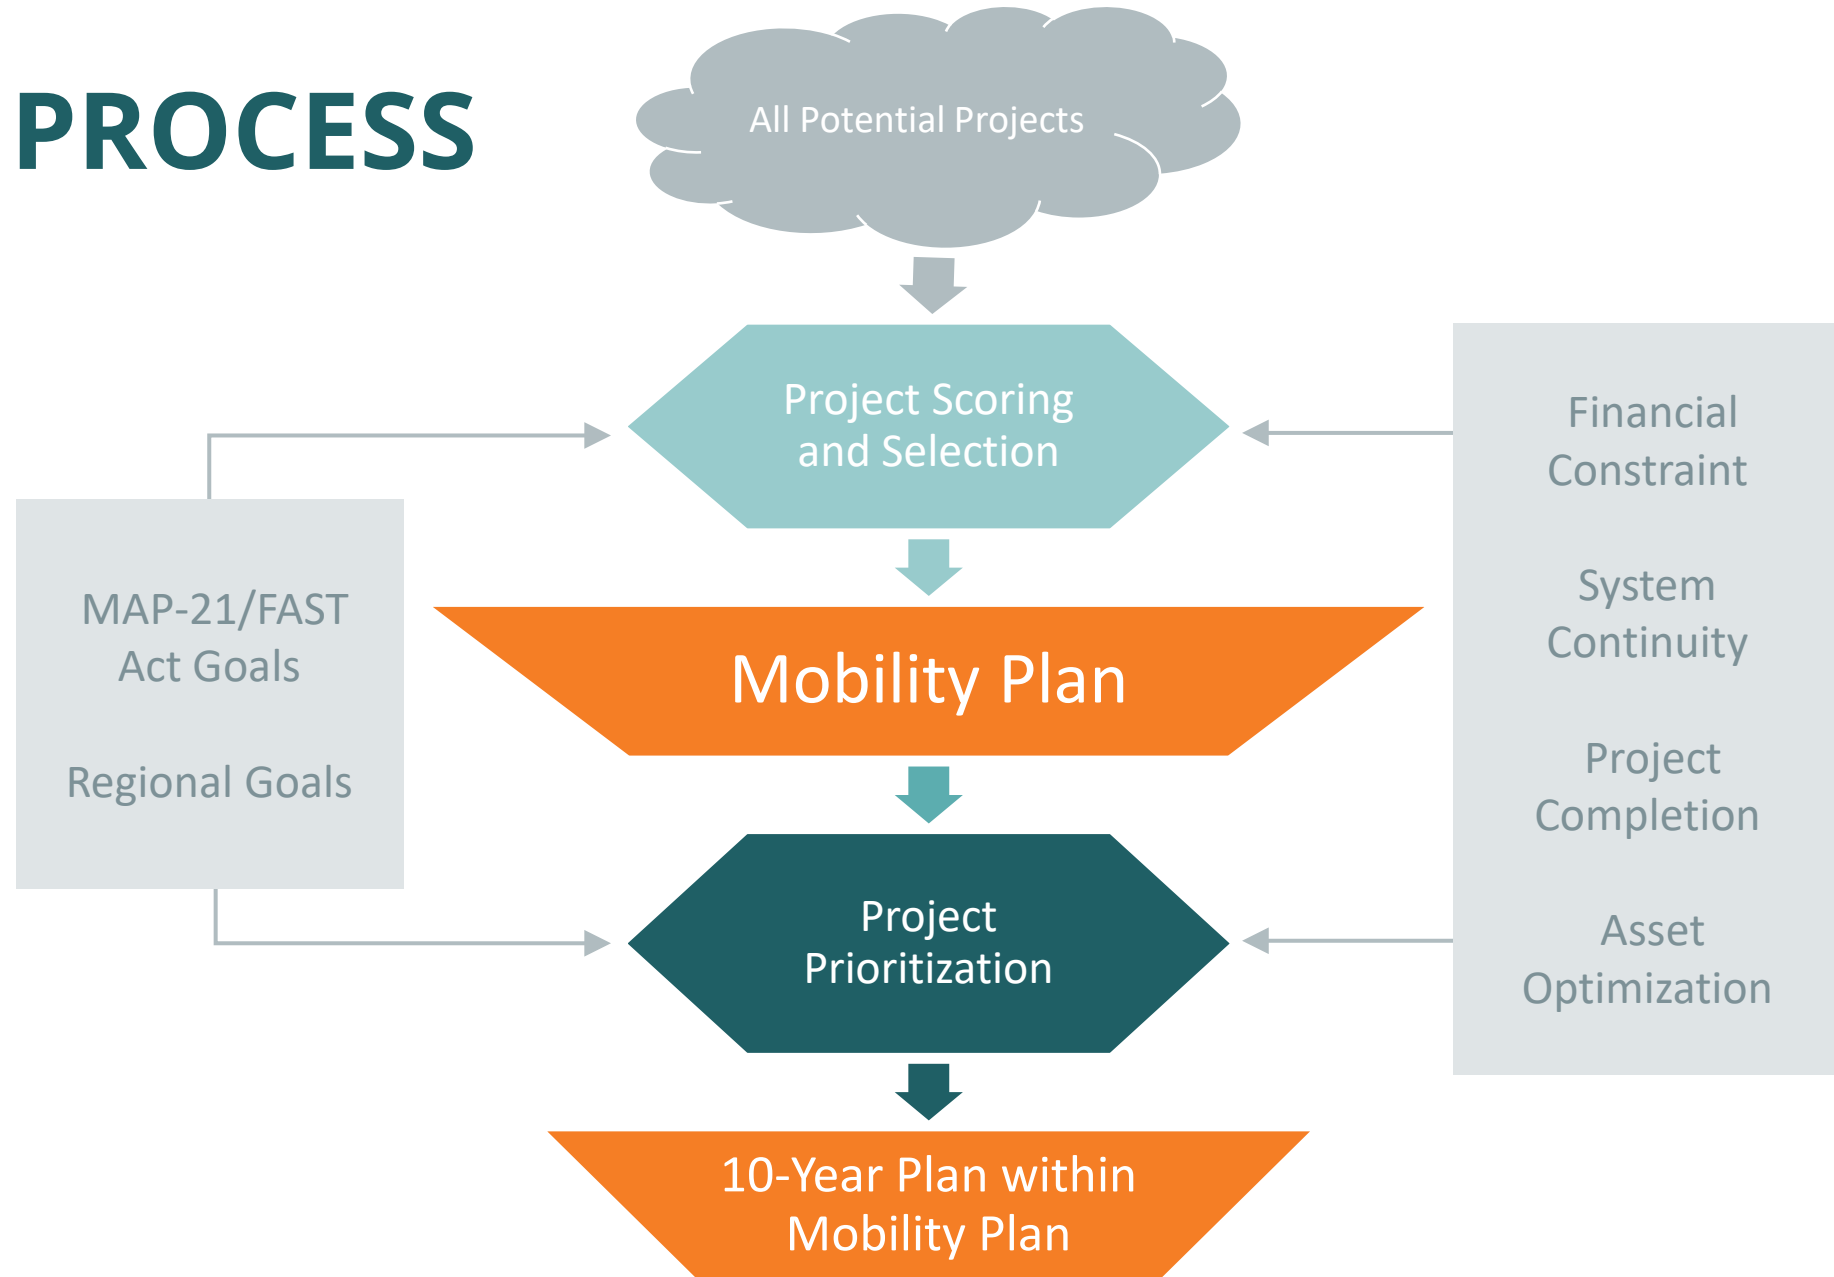 PROCESS
All Potential Projects
Project Scoring
and Selection
Financial
Constraint
System
Continuity
Project
Completion
Asset
Optimization
MAP-21/FAST
Act Goals
Regional Goals
Mobility Plan
Project
Prioritization
10-Year Plan within
Mobility Plan